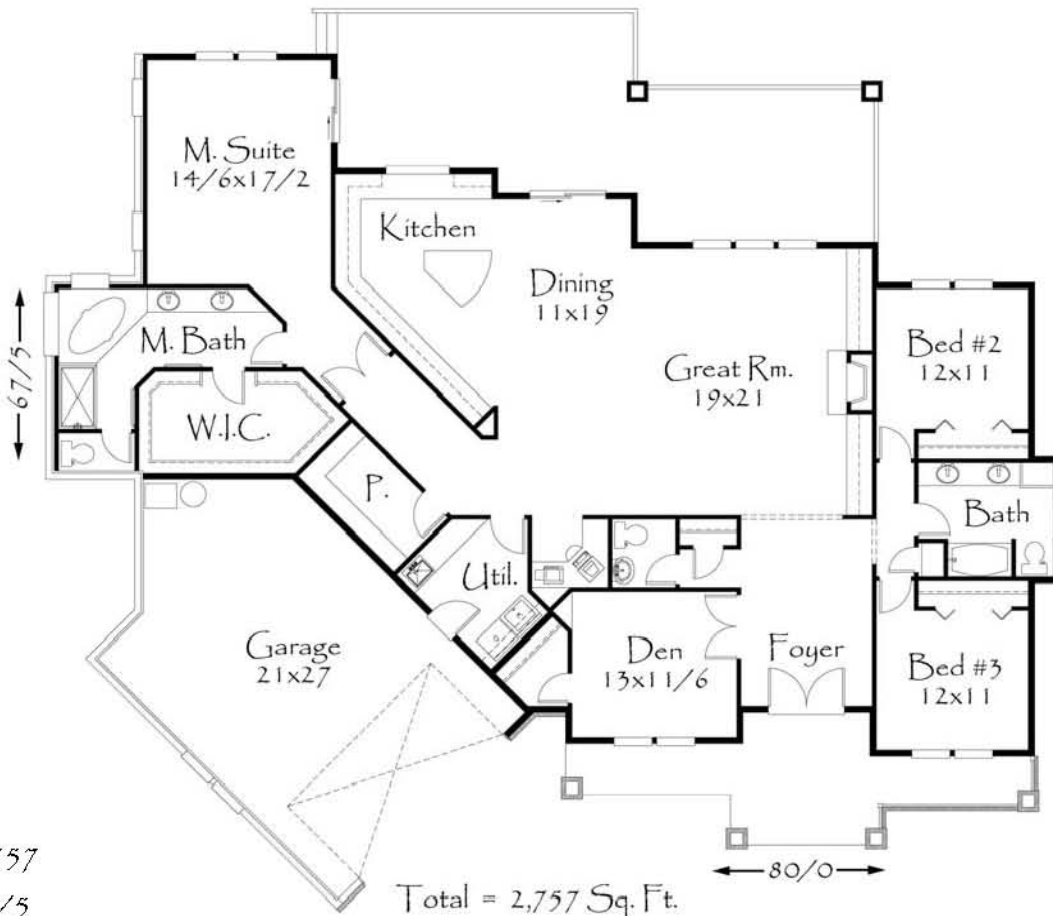 M. Suite
14/6x17/2
Kitchen
Dining
11x19
M. Bath
Great Rm.
19x21
Bed #2
12x11
67/5
W.I.C.
P.
Bath
Util.
Garage
21x27
Den
13x11/6
Foyer
Bed #3
12x11
80/0
Total = 2,757 Sq. Ft.